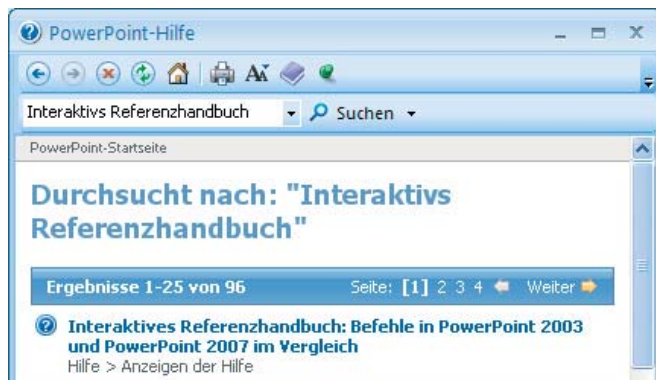 PowerPoint-Hilfe
Interaktivs Referenzhandbuch Suchen
PowerPoint-Startseite
Durchsucht nach: "Interaktivs
Referenzhandbuch"
Ergebnisse 1-25 von 96 Seite: [1] 2 3 4 Weiter
Interaktives Referenzhandbuch: Befehle in PowerPoint 2003
und PowerPoint 2007 im Vergleich
Hilfe > Anzeigen der Hilfe